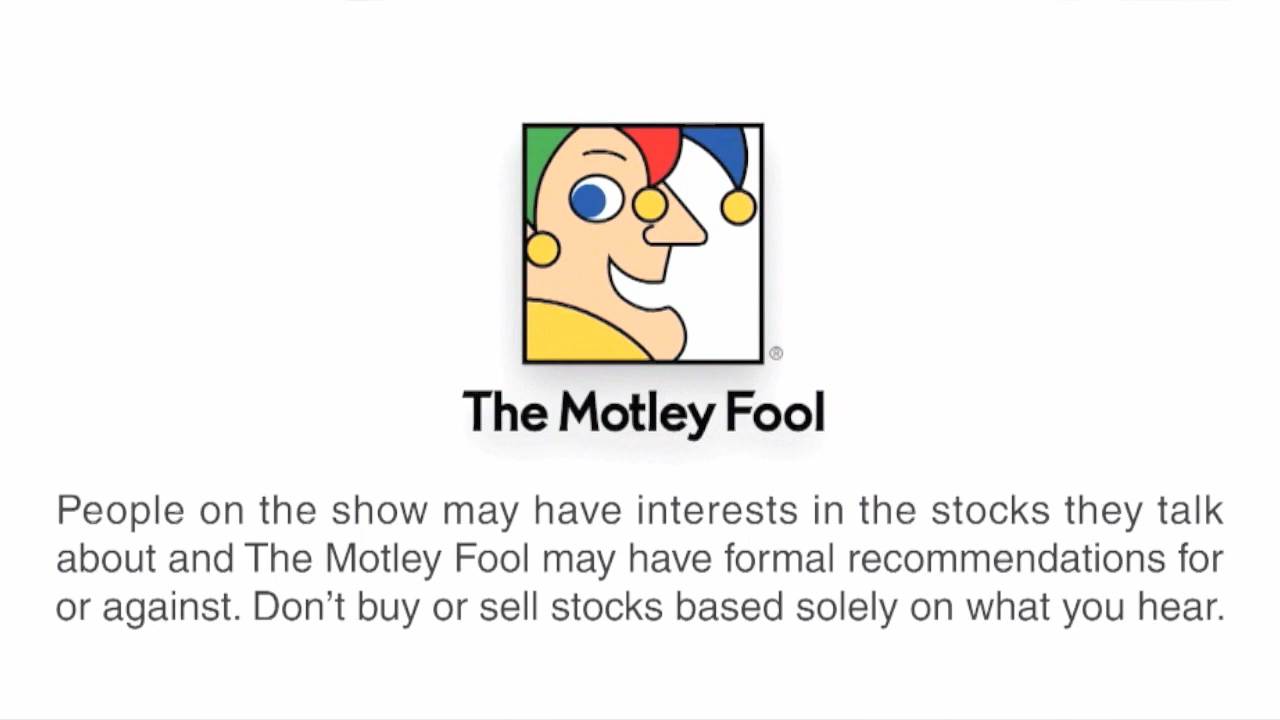 ®
The Motley Fool
People on the show may have interests in the stocks they talk
about and The Motley Fool may have formal recommendations for
or against. Don’t buy or sell stocks based solely on what you hear.